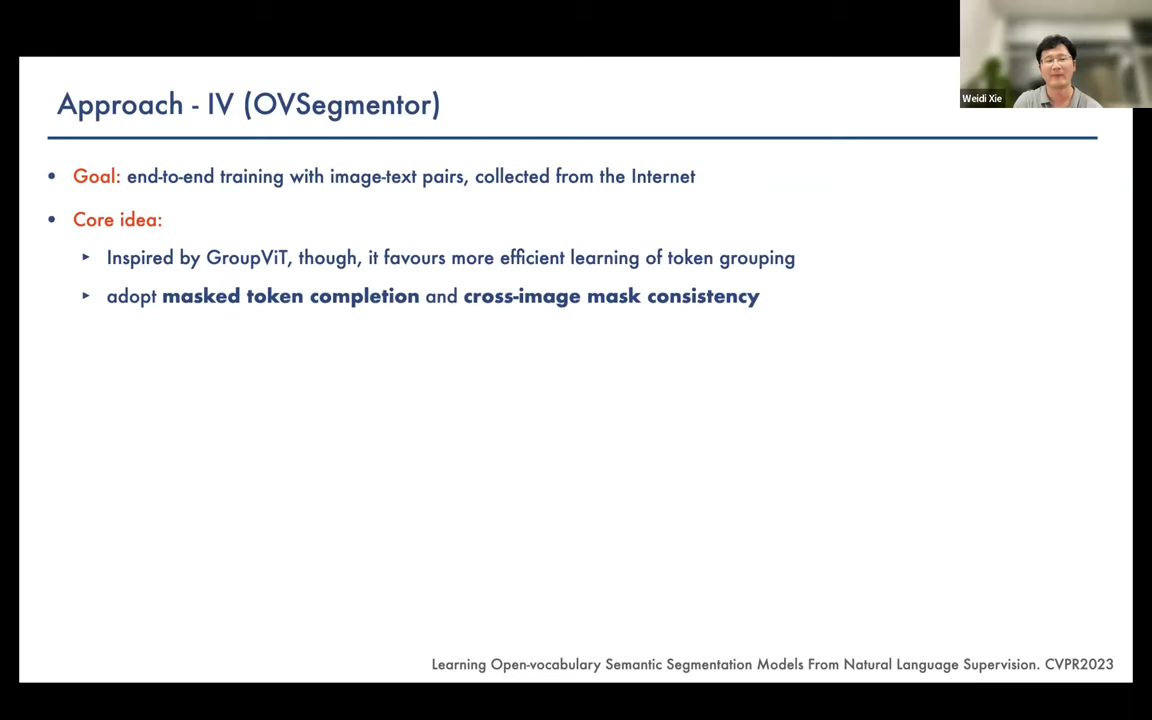 Weidi Xie
Approach - IV (OVSegmentor)
• Goal: end-to-end training with image-text pairs, collected from the Internet
• Core idea:
‣ Inspired by GroupViT, though, it favours more efficient learning of token grouping
‣ adopt masked token completion and cross-image mask consistency
Learning Open-vocabulary Semantic Segmentation Models From Natural Language Supervision. CVPR2023